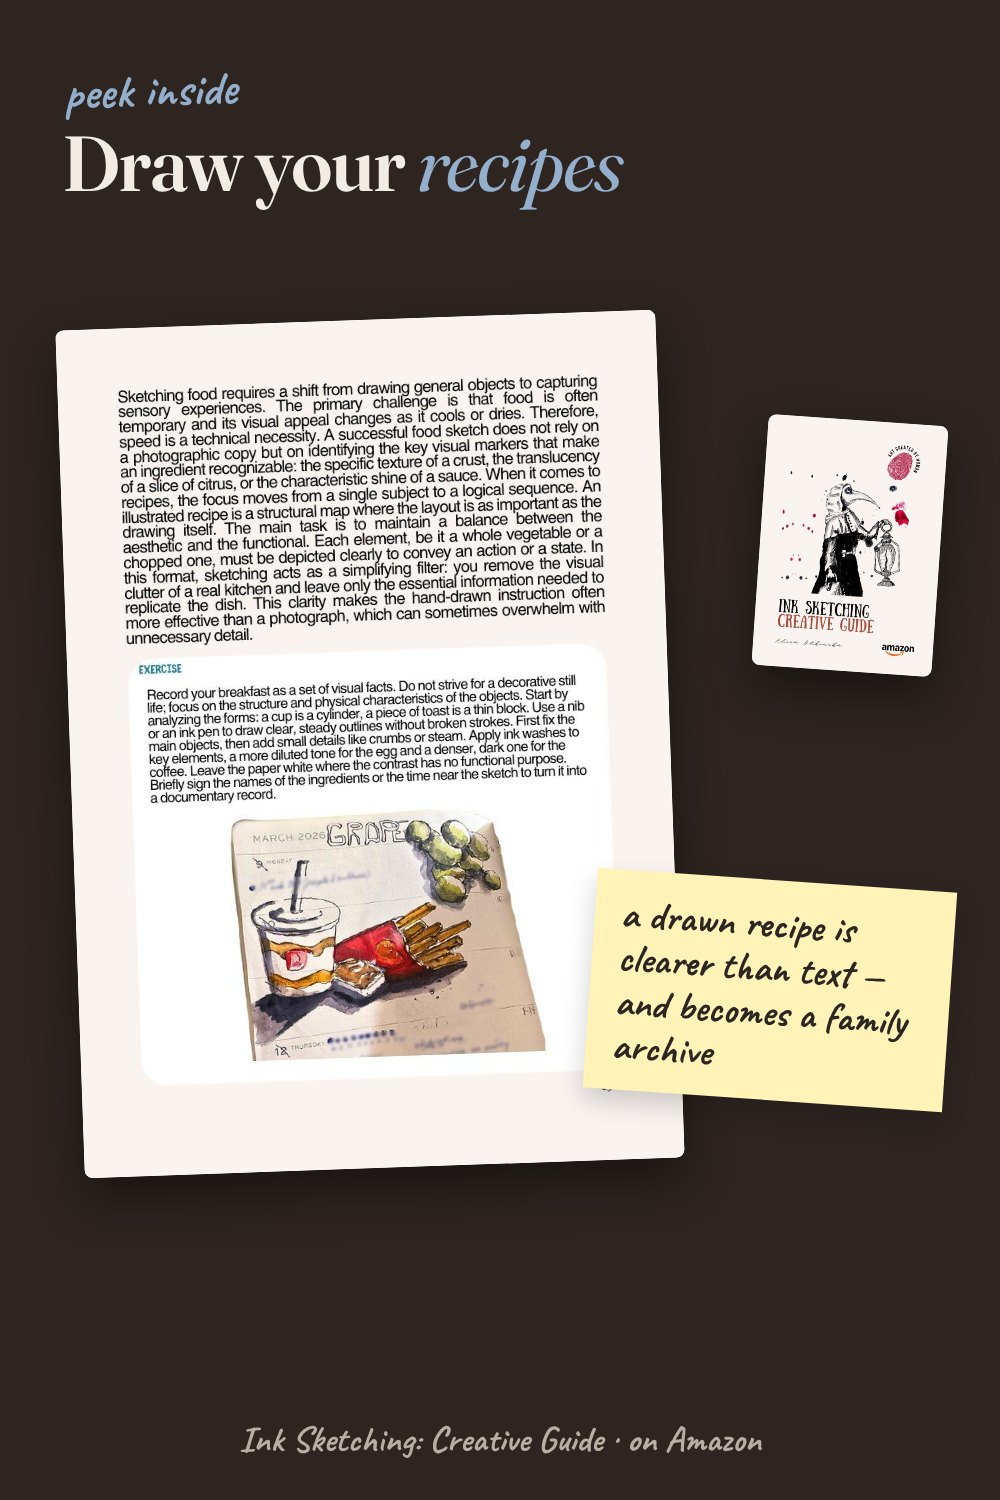 peek inside
Draw your recipes
Sketching food requires a shift from drawing general objects to capturing
sensory experiences. The primary challenge is that food is often
temporary and its visual appeal changes as it cools or dries. Therefore,
speed is a technical necessity. A successful food sketch does not rely on
a photographic copy but on identifying the key visual markers that make
an ingredient recognizable: the specific texture of a crust, the translucency
of a slice of citrus, or the characteristic shine of a sauce. When it comes to
recipes, the focus moves from a single subject to a logical sequence. An
illustrated recipe is a structural map where the layout is as important as the
drawing itself. The main task is to maintain a balance between the
aesthetic and the functional. Each element, be it a whole vegetable or a
chopped one, must be depicted clearly to convey an action or a state. In
this format, sketching acts as a simplifying filter: you remove the visual
clutter of a real kitchen and leave only the essential information needed to
replicate the dish. This clarity makes the hand-drawn instruction often
more effective than a photograph, which can sometimes overwhelm with
unnecessary detail.
EXERCISE
Record your breakfast as a set of visual facts. Do not strive for a decorative still
life; focus on the structure and physical characteristics of the objects. Start by
analyzing the forms: a cup is a cylinder, a piece of toast is a thin block. Use a nib
or an ink pen to draw clear, steady outlines without broken strokes. First fix the
main objects, then add small details like crumbs or steam. Apply ink washes to
key elements, a more diluted tone for the egg and a denser, dark one for the
coffee. Leave the paper white where the contrast has no functional purpose.
Briefly sign the names of the ingredients or the time near the sketch to turn it into
a documentary record.
MARCH 2026 GRAPE
9 MONDAY
12 THURSDAY
INK SKETCHING
CREATIVE GUIDE
amazon
a drawn recipe is
clearer than text —
and becomes a family
archive
Ink Sketching: Creative Guide · on Amazon